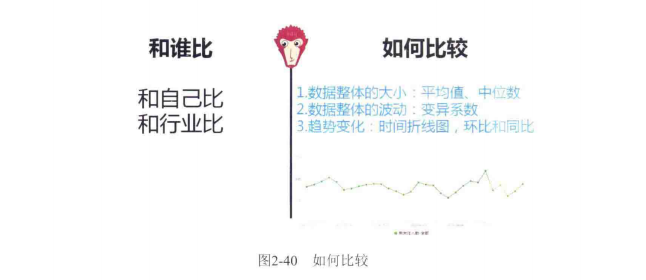 和谁比
如何比较
和自己比
和行业比
1.数据整体的大小：平均值、中位数
2.数据整体的波动：变异系数
3.趋势变化：时间折线图，环比和同比
图2-40 如何比较